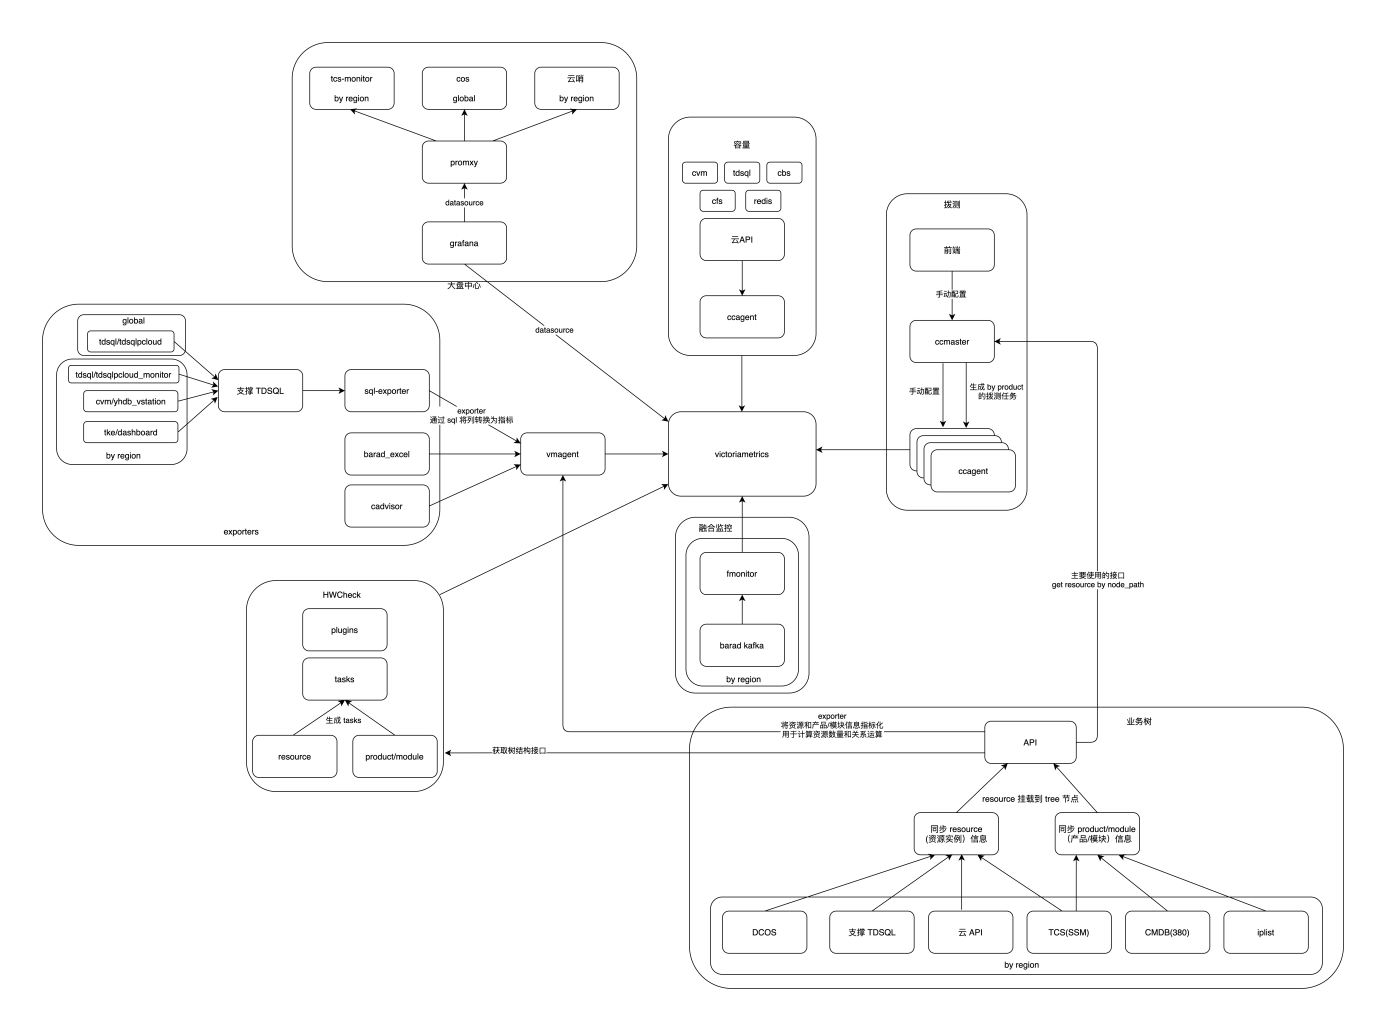 tcs-monitor
by region
cos
global
云哨
by region
promxy
datasource
grafana
大盘中心
容量
cvm
tdsql
cbs
cfs
redis
云API
ccagent
拨测
前端
手动配置
ccmaster
手动配置
生成 by product
的拨测任务
ccagent
datasource
global
tdsql/tdsqlpcloud
tdsql/tdsqlpcloud_monitor
cvm/yhdb_vstation
tke/dashboard
by region
支撑 TDSQL
sql-exporter
barad_excel
cadvisor
exporters
exporter
通过 sql 将列转换为指标
vmagent
victoriametrics
融合监控
fmonitor
barad kafka
by region
主要使用的接口
get resource by node_path
HWCheck
plugins
tasks
生成 tasks
resource
product/module
获取树结构接口
exporter
将资源和产品/模块信息指标化
用于计算资源数量和关系运算
业务树
API
resource 挂载到 tree 节点
同步 resource
(资源实例）信息
同步 product/module
（产品/模块）信息
DCOS
支撑 TDSQL
云 API
TCS(SSM)
CMDB(380)
iplist
by region